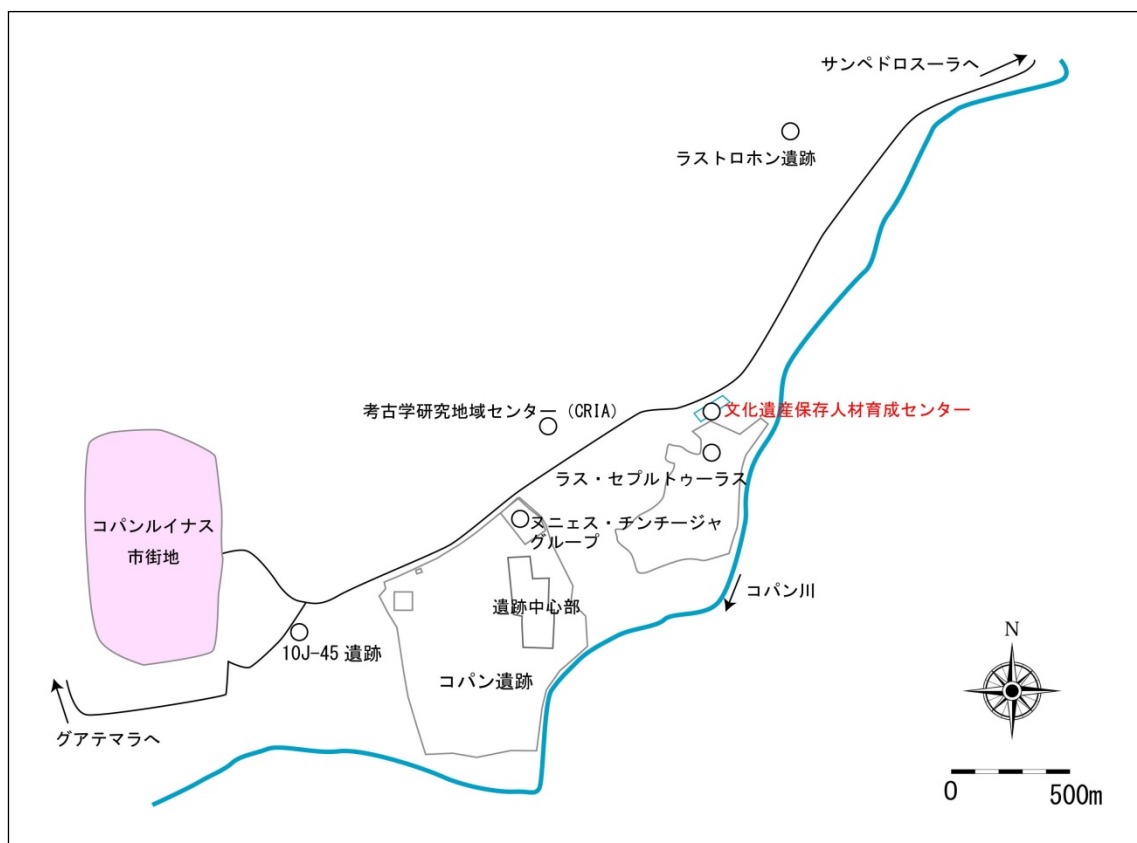 サンペドロスーラへ
ラストロホン遺跡
考古学研究地域センター（CRIA）
文化遺産保存人材育成センター
ラス・セプルトゥーラス
コパンルイナス
市街地
ヌニェス・チンチージャ
グループ
コパン川
遺跡中心部
10J-45 遺跡
コパン遺跡
グアテマラへ
N
0 500m